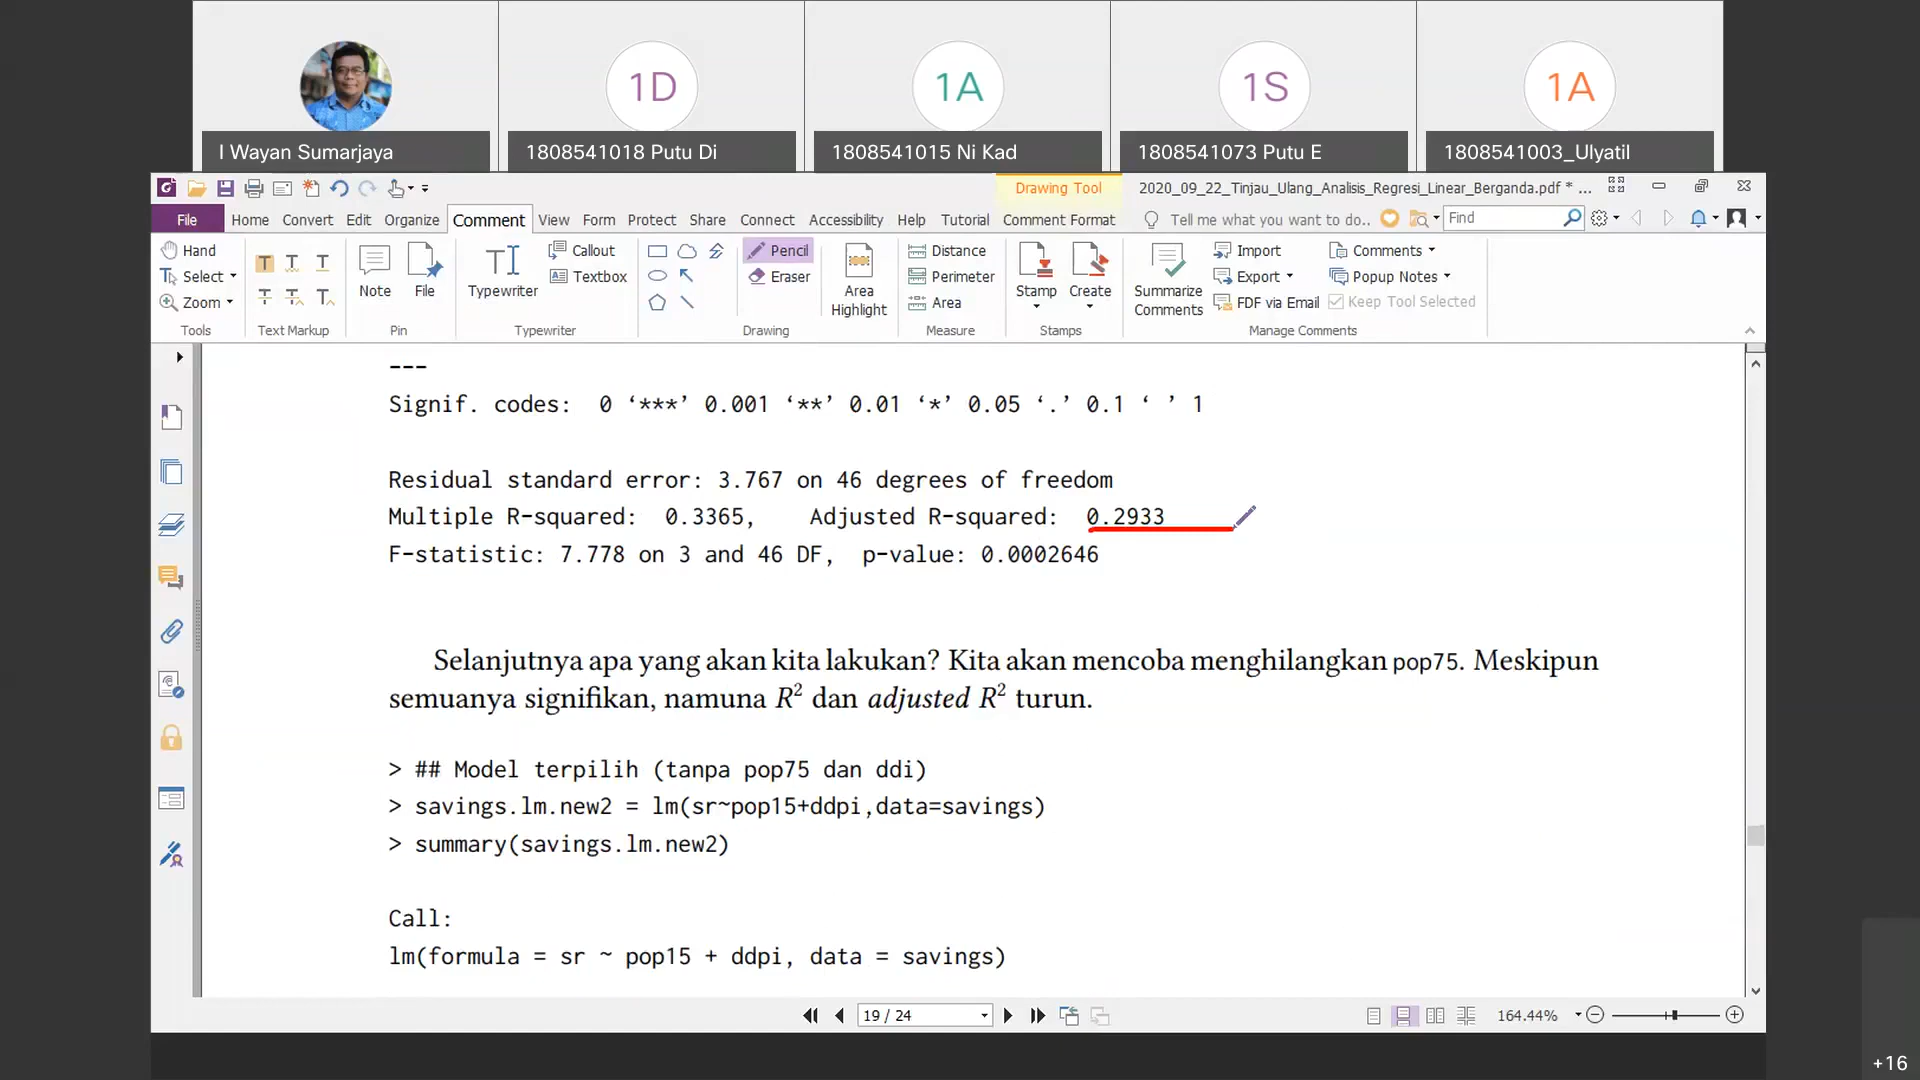 1D
1A
1S
1A
I Wayan Sumarjaya
1808541018 Putu Di
1808541015 Ni Kad
1808541073 Putu E
1808541003_Ulyatil
Drawing Tool
2020_09_22_Tinjau_Ulang_Analisis_Regresi_Linear_Berganda.pdf * ...
File Home Convert Edit Organize Comment View Form Protect Share Connect Accessibility Help Tutorial Comment Format Tell me what you want to do.. Find
Hand
Select
Zoom
Tools
Text Markup
Note
File
Pin
Typewriter
Callout
Textbox
Typewriter
Pencil
Eraser
Area
Highlight
Drawing
Distance
Perimeter
Area
Measure
Stamp
Create
Stamps
Summarize
Comments
Import
Export
FDF via Email
Comments
Popup Notes
Keep Tool Selected
Manage Comments
---
Signif. codes: 0 ‘***’ 0.001 ‘**’ 0.01 ‘*’ 0.05 ‘.’ 0.1 ‘ ’ 1
Residual standard error: 3.767 on 46 degrees of freedom
Multiple R-squared: 0.3365, Adjusted R-squared: 0.2933
F-statistic: 7.778 on 3 and 46 DF, p-value: 0.0002646
Selanjutnya apa yang akan kita lakukan? Kita akan mencoba menghilangkan pop75. Meskipun
semuanya signifikan, namuna R² dan adjusted R² turun.
> ## Model terpilih (tanpa pop75 dan ddi)
> savings.lm.new2 = lm(sr~pop15+ddpi,data=savings)
> summary(savings.lm.new2)
Call:
lm(formula = sr ~ pop15 + ddpi, data = savings)
19 / 24
164.44%
+16